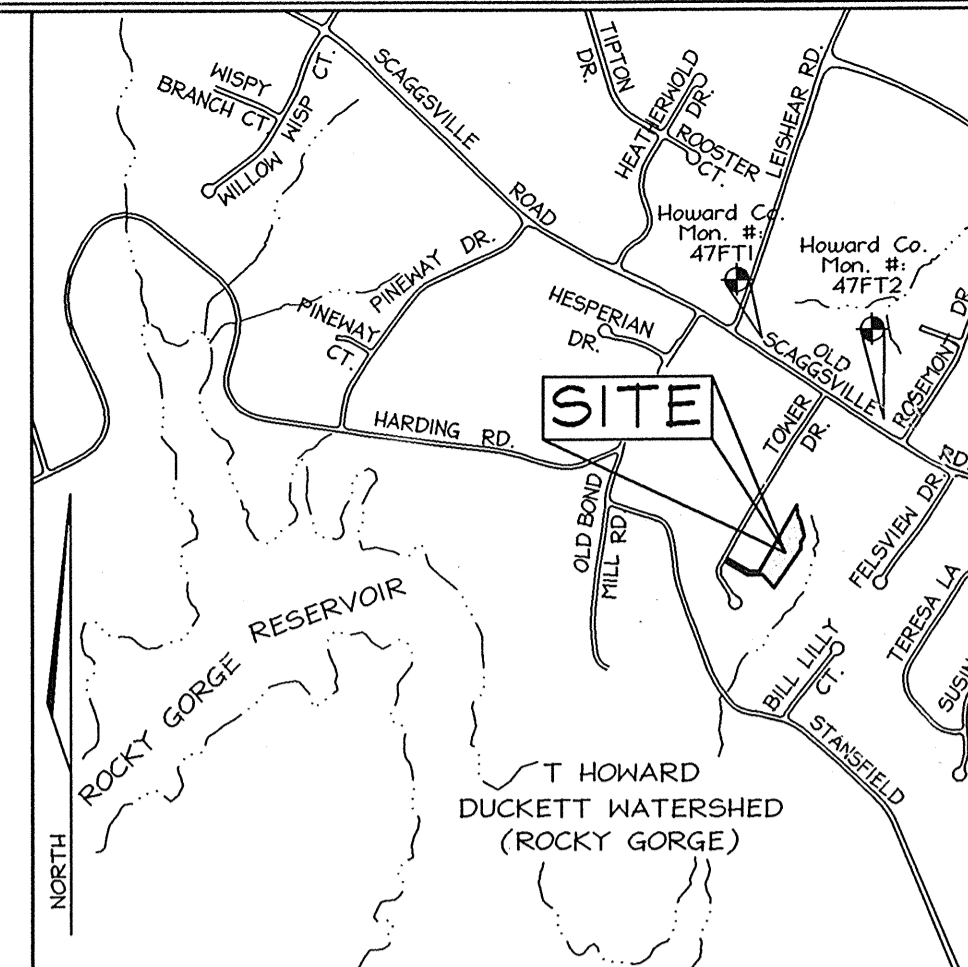 WISPY
BRANCH CT
WILLOW WISP CT.
SCAGGSVILLE ROAD
TIPTON
DR.
HEATHERWOLD DR.
ROOSTER
CT.
LEISHEAR RD.
Howard Co.
Mon. #:
47FT1
Howard Co.
Mon. #:
47FT2
PINEWAY DR.
PINEWAY
CT.
HESPERIAN
DR.
OLD
SCAGGSVILLE RD.
ROSEMONT DR
SITE
TOWER
DR.
HARDING RD.
OLD BOND
MILL RD
FELSVIEW DR.
TERESA LA
BILL LILLY
CT.
STANSFIELD
ROCKY GORGE RESERVOIR
T HOWARD
DUCKETT WATERSHED
(ROCKY GORGE)
NORTH